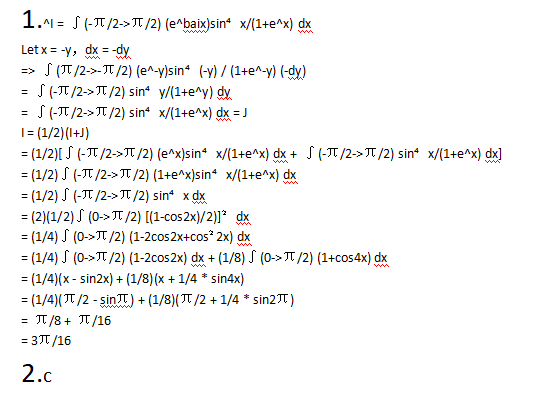 1.^I = ∫(-π/2->π/2) (e^baix)sin⁴ x/(1+e^x) dx
Let x = -y, dx = -dy
=> ∫(π/2->-π/2) (e^-y)sin⁴ (-y) / (1+e^-y) (-dy)
= ∫(-π/2->π/2) sin⁴ y/(1+e^y) dy
= ∫(-π/2->π/2) sin⁴ x/(1+e^x) dx = J
I = (1/2)(I+J)
= (1/2)[∫(-π/2->π/2) (e^x)sin⁴ x/(1+e^x) dx + ∫(-π/2->π/2) sin⁴ x/(1+e^x) dx]
= (1/2)∫(-π/2->π/2) (1+e^x)sin⁴ x/(1+e^x) dx
= (1/2)∫(-π/2->π/2) sin⁴ x dx
= (2)(1/2)∫(0->π/2) [(1-cos2x)/2)]² dx
= (1/4)∫(0->π/2) (1-2cos2x+cos² 2x) dx
= (1/4)∫(0->π/2) (1-2cos2x) dx + (1/8)∫(0->π/2) (1+cos4x) dx
= (1/4)(x - sin2x) + (1/8)(x + 1/4 * sin4x)
= (1/4)(π/2 - sinπ) + (1/8)(π/2 + 1/4 * sin2π)
= π/8 + π/16
= 3π/16
2.c